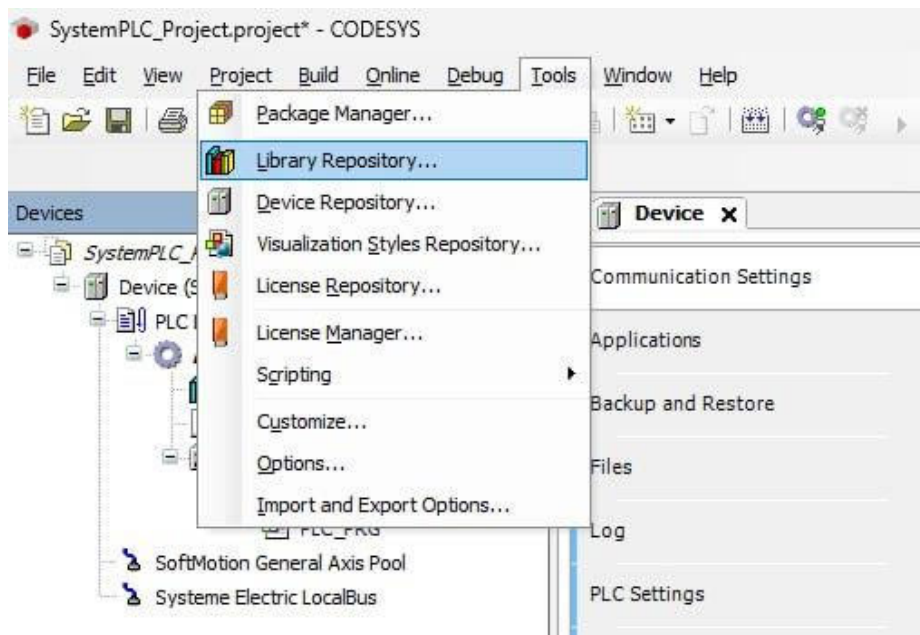 SystemPLC_Project.project* - CODESYS
File Edit View Project Build Online Debug Tools Window Help
Package Manager...
Library Repository...
Device Repository...
Visualization Styles Repository...
License Repository...
License Manager...
Scripting
Customize...
Options...
Import and Export Options...
Devices
SystemPLC_
Device (
PLC
SoftMotion General Axis Pool
Systeme Electric LocalBus
Device
Communication Settings
Applications
Backup and Restore
Files
Log
PLC Settings